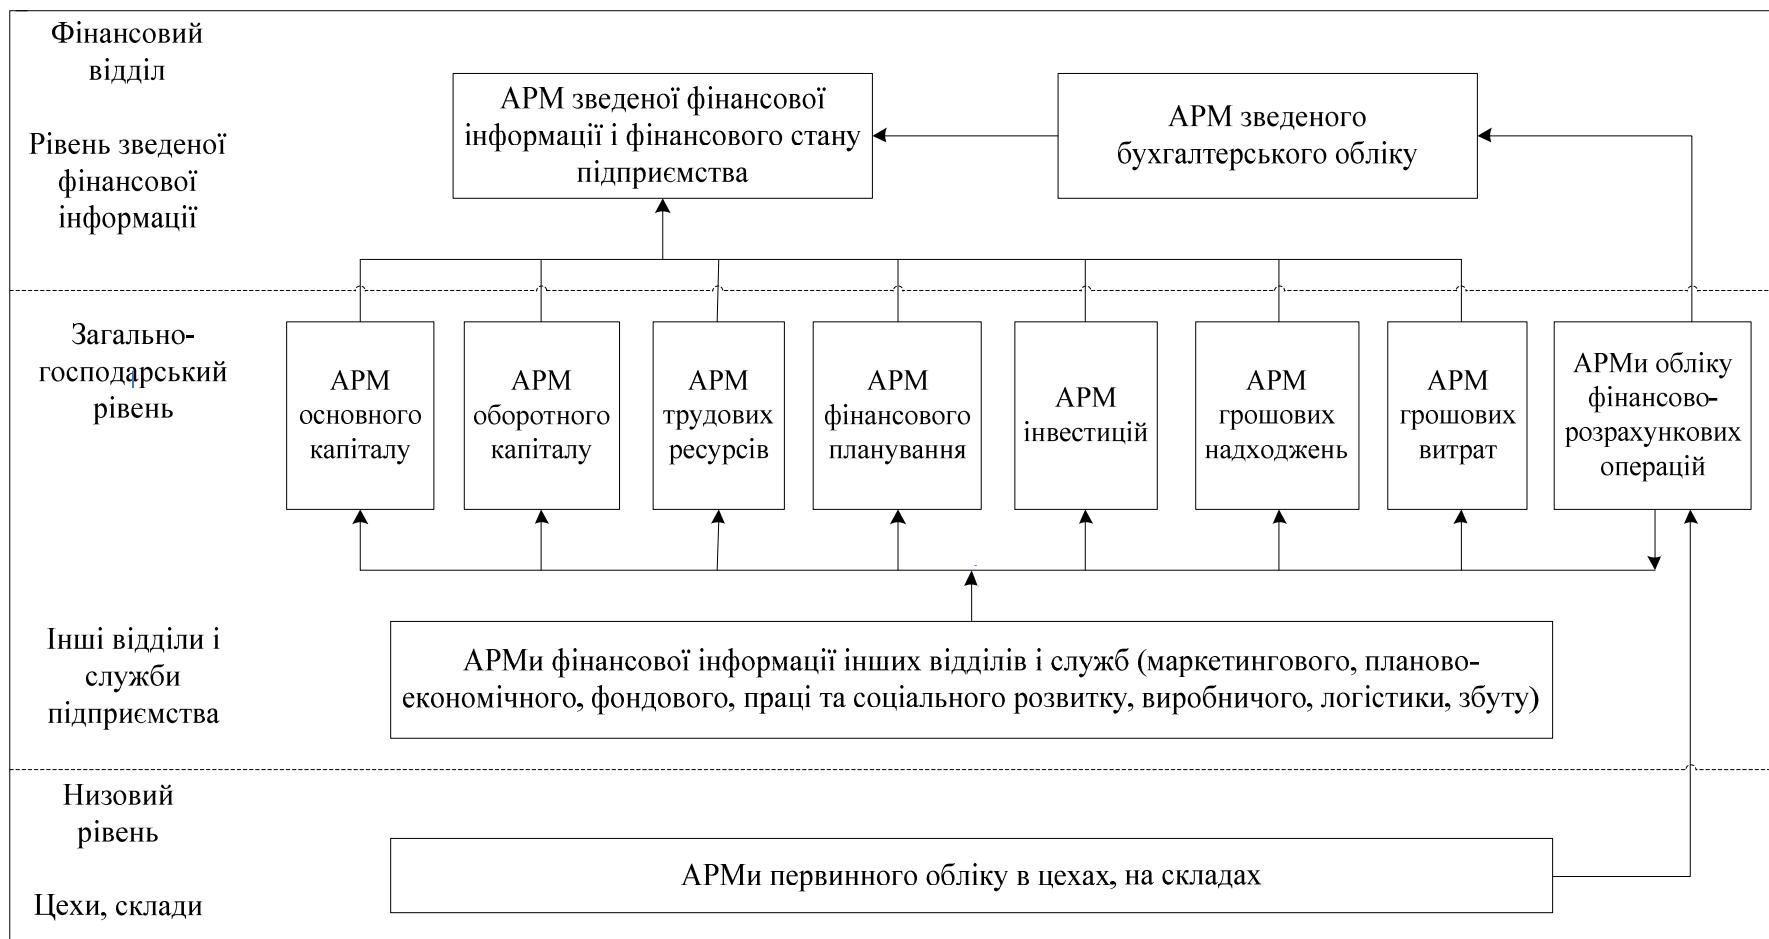 Фінансовий
відділ
Рівень зведеної
фінансової
інформації
АРМ зведеної фінансової
інформації і фінансового стану
підприємства
АРМ зведеного
бухгалтерського обліку
Загально-
господарський
рівень
АРМ
основного
капіталу
АРМ
оборотного
капіталу
АРМ
трудових
ресурсів
АРМ
фінансового
планування
АРМ
інвестицій
АРМ
грошових
надходжень
АРМ
грошових
витрат
АРМи обліку
фінансово-
розрахункових
операцій
Інші відділи і
служби
підприємства
АРМи фінансової інформації інших відділів і служб (маркетингового, планово-
економічного, фондового, праці та соціального розвитку, виробничого, логістики, збуту)
Низовий
рівень
Цехи, склади
АРМи первинного обліку в цехах, на складах